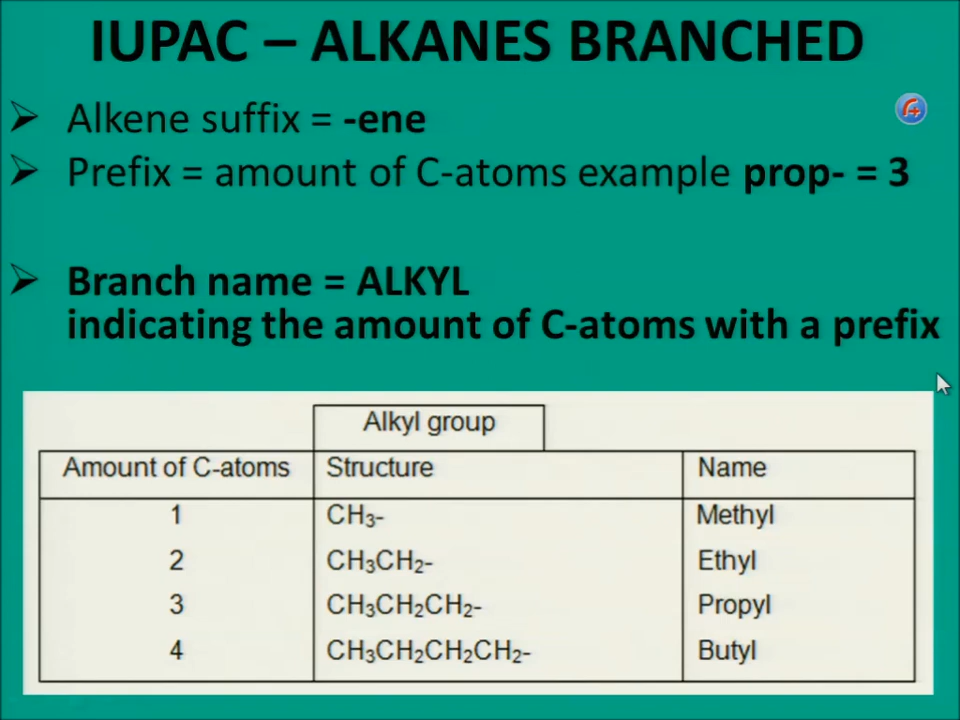 IUPAC – ALKANES BRANCHED
➢ Alkene suffix = -ene
➢ Prefix = amount of C-atoms example prop- = 3
➢ Branch name = ALKYL
indicating the amount of C-atoms with a prefix
Alkyl group
Amount of C-atoms Structure Name
1 CH₃- Methyl
2 CH₃CH₂- Ethyl
3 CH₃CH₂CH₂- Propyl
4 CH₃CH₂CH₂CH₂- Butyl